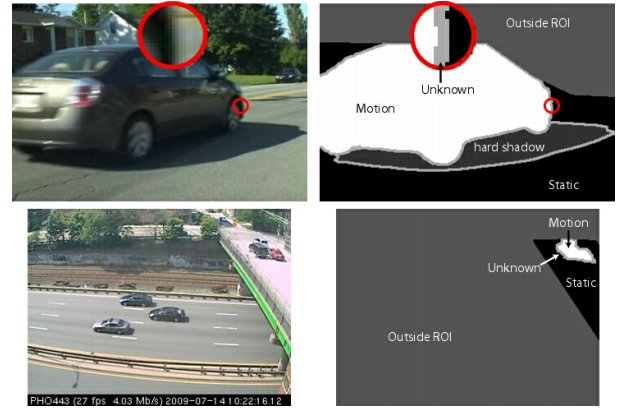 Outside ROI
Unknown
Motion
hard shadow
Static
Motion
Unknown
Static
Outside ROI
PHO443 (27 fps 4.03 Mb/s) 2009-07-14 10:22:16.12